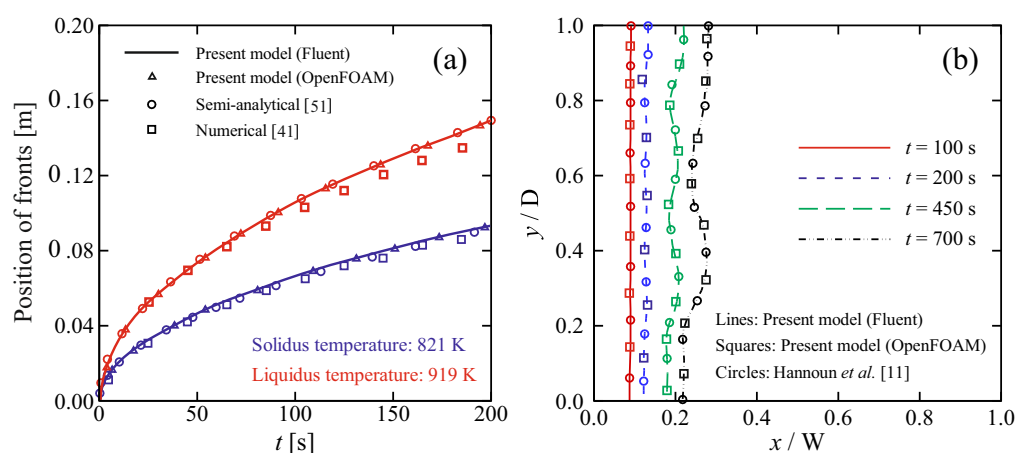 (a)
Present model (Fluent)
Present model (OpenFOAM)
Semi-analytical [51]
Numerical [41]
Solidus temperature: 821 K
Liquidus temperature: 919 K
Position of fronts [m]
0.20
0.16
0.12
0.08
0.04
0.00
0 50 100 150 200
t [s]
(b)
t = 100 s
t = 200 s
t = 450 s
t = 700 s
Lines: Present model (Fluent)
Squares: Present model (OpenFOAM)
Circles: Hannoun et al. [11]
y / D
1.0
0.8
0.6
0.4
0.2
0.0
0.0 0.2 0.4 0.6 0.8 1.0
x / W